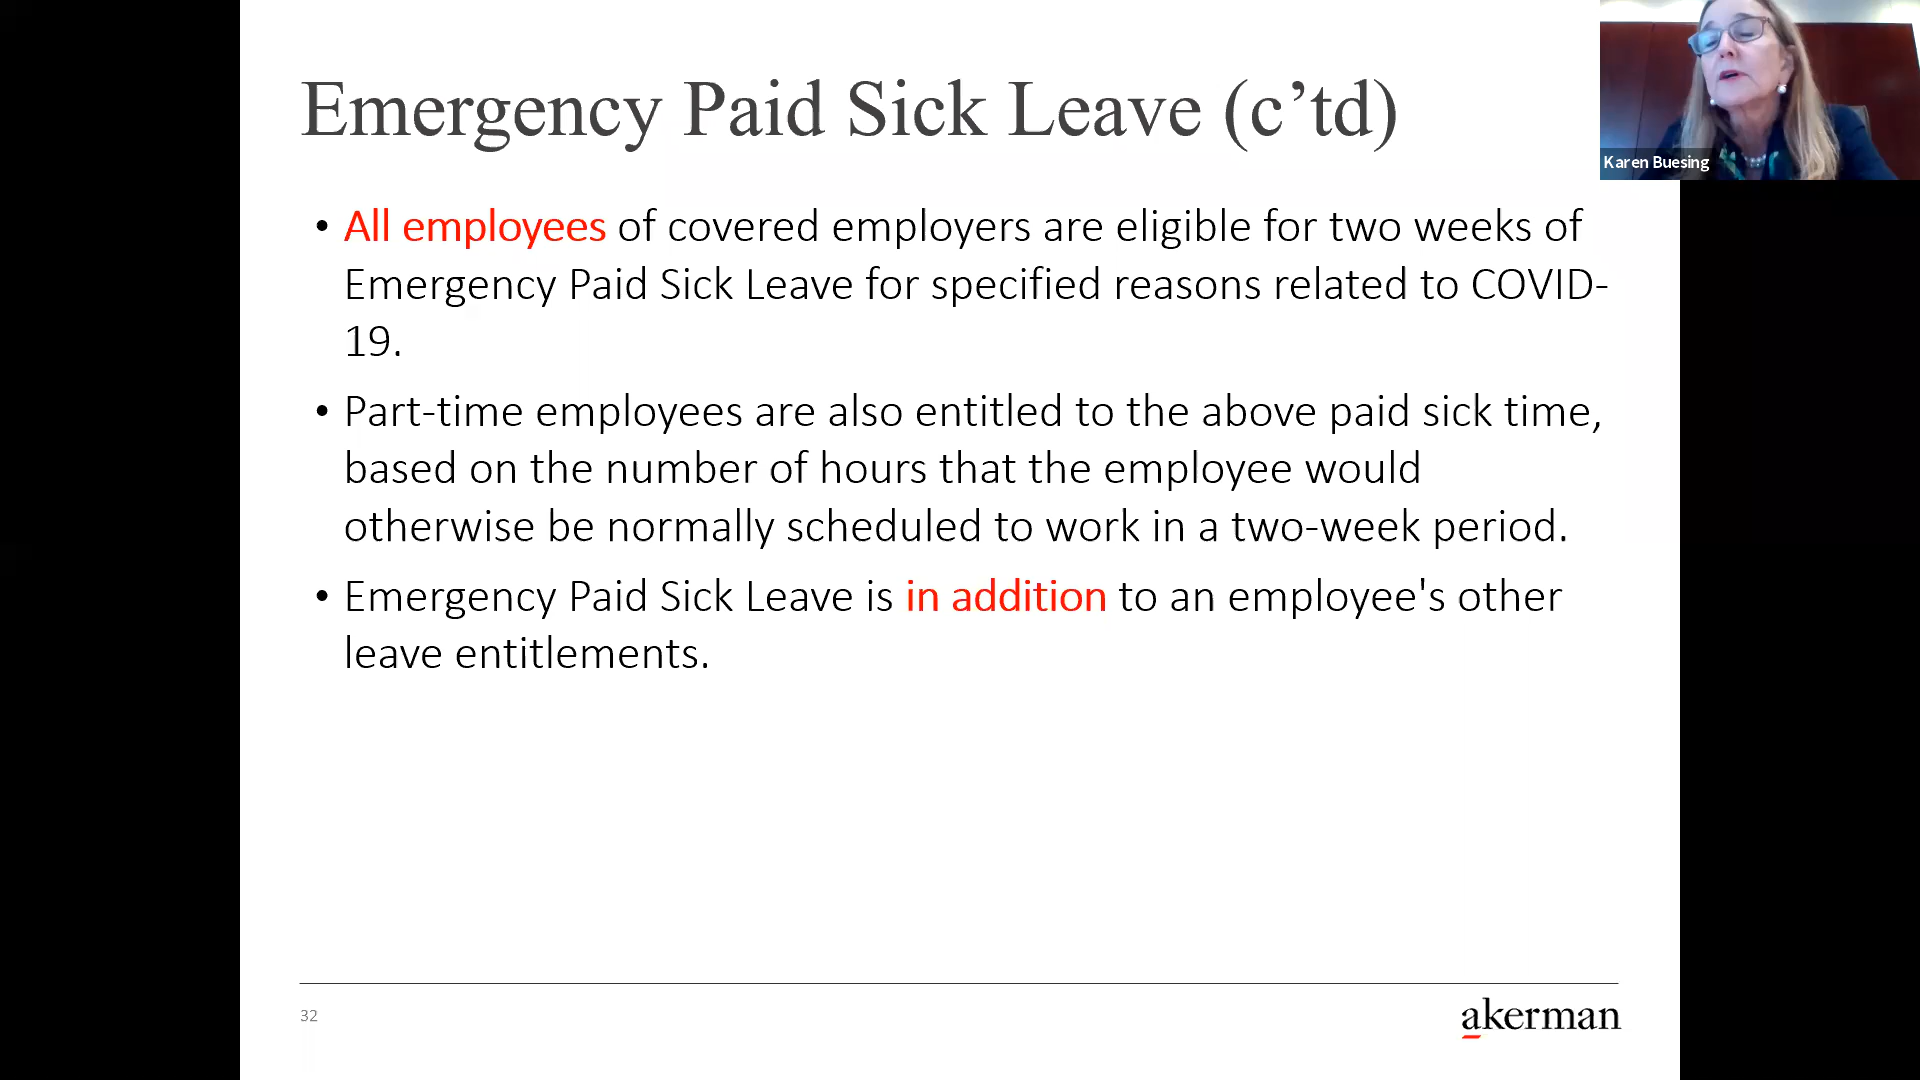 Emergency Paid Sick Leave (c’td)
Karen Buesing
• All employees of covered employers are eligible for two weeks of
Emergency Paid Sick Leave for specified reasons related to COVID-
19.
• Part-time employees are also entitled to the above paid sick time,
based on the number of hours that the employee would
otherwise be normally scheduled to work in a two-week period.
• Emergency Paid Sick Leave is in addition to an employee's other
leave entitlements.
32
akerman